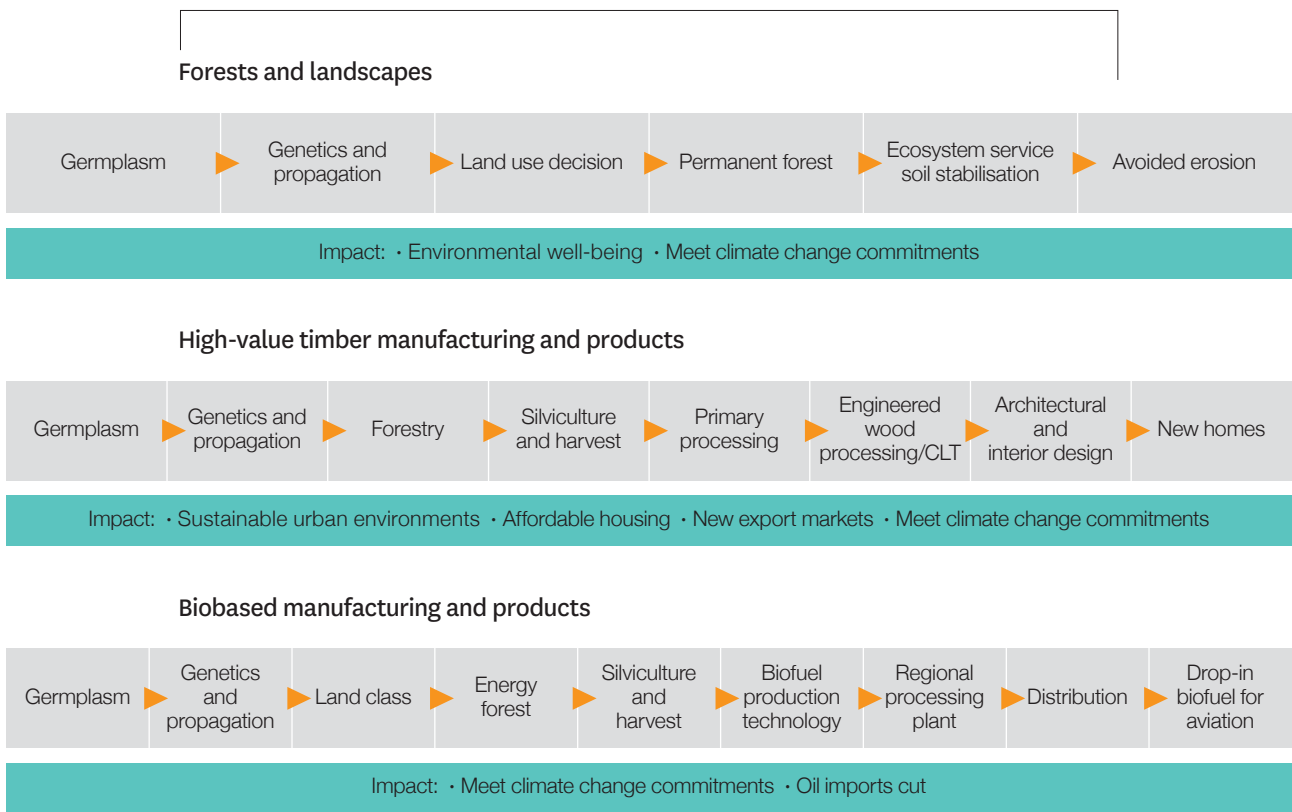 Forests and landscapes
Germplasm
Genetics and
propagation
Land use decision
Permanent forest
Ecosystem service
soil stabilisation
Avoided erosion
Impact: · Environmental well-being · Meet climate change commitments
High-value timber manufacturing and products
Germplasm
Genetics and
propagation
Forestry
Silviculture
and harvest
Primary
processing
Engineered
wood
processing/CLT
Architectural
and
interior design
New homes
Impact: · Sustainable urban environments · Affordable housing · New export markets · Meet climate change commitments
Biobased manufacturing and products
Germplasm
Genetics
and
propagation
Land class
Energy
forest
Silviculture
and
harvest
Biofuel
production
technology
Regional
processing
plant
Distribution
Drop-in
biofuel for
aviation
Impact: · Meet climate change commitments · Oil imports cut